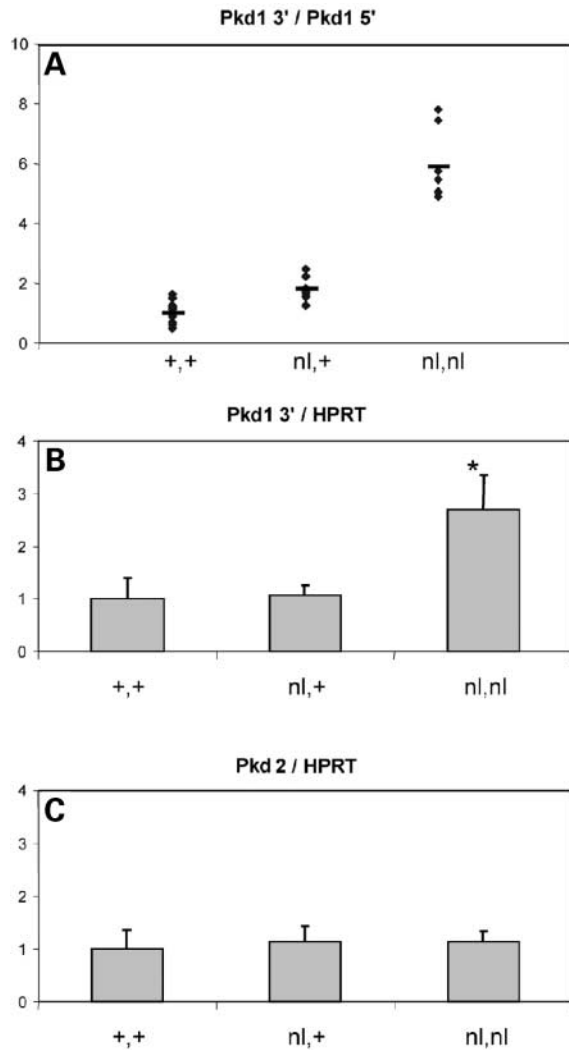 Pkd1 3' / Pkd1 5'
A
10
8
6
4
2
0
+,+ nl,+ nl,nl
Pkd1 3' / HPRT
B
4
3
2
1
0
*
+,+ nl,+ nl,nl
Pkd 2 / HPRT
C
4
3
2
1
0
+,+ nl,+ nl,nl